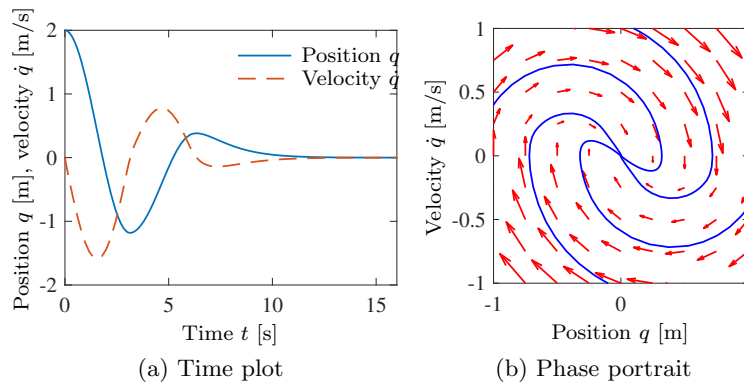 Position q [m], velocity q̇ [m/s]
2
1
0
-1
-2
Position q
Velocity q̇
0
5
10
15
Time t [s]
(a) Time plot
Velocity q̇ [m/s]
1
0.5
0
-0.5
-1
-1
0
Position q [m]
(b) Phase portrait